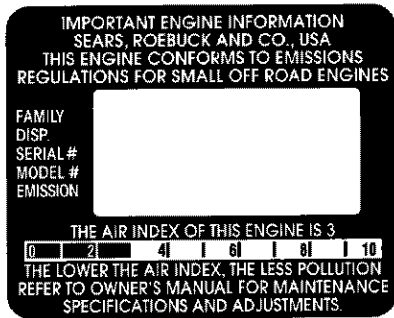 IMPORTANT ENGINE INFORMATION
SEARS, ROEBUCK AND CO., USA
THIS ENGINE CONFORMS TO EMISSIONS
REGULATIONS FOR SMALL OFF ROAD ENGINES
FAMILY
DISP.
SERIAL#
MODEL #
EMISSION
THE AIR INDEX OF THIS ENGINE IS 3
0 2 4 6 8 10
THE LOWER THE AIR INDEX, THE LESS POLLUTION
REFER TO OWNER'S MANUAL FOR MAINTENANCE
SPECIFICATIONS AND ADJUSTMENTS.